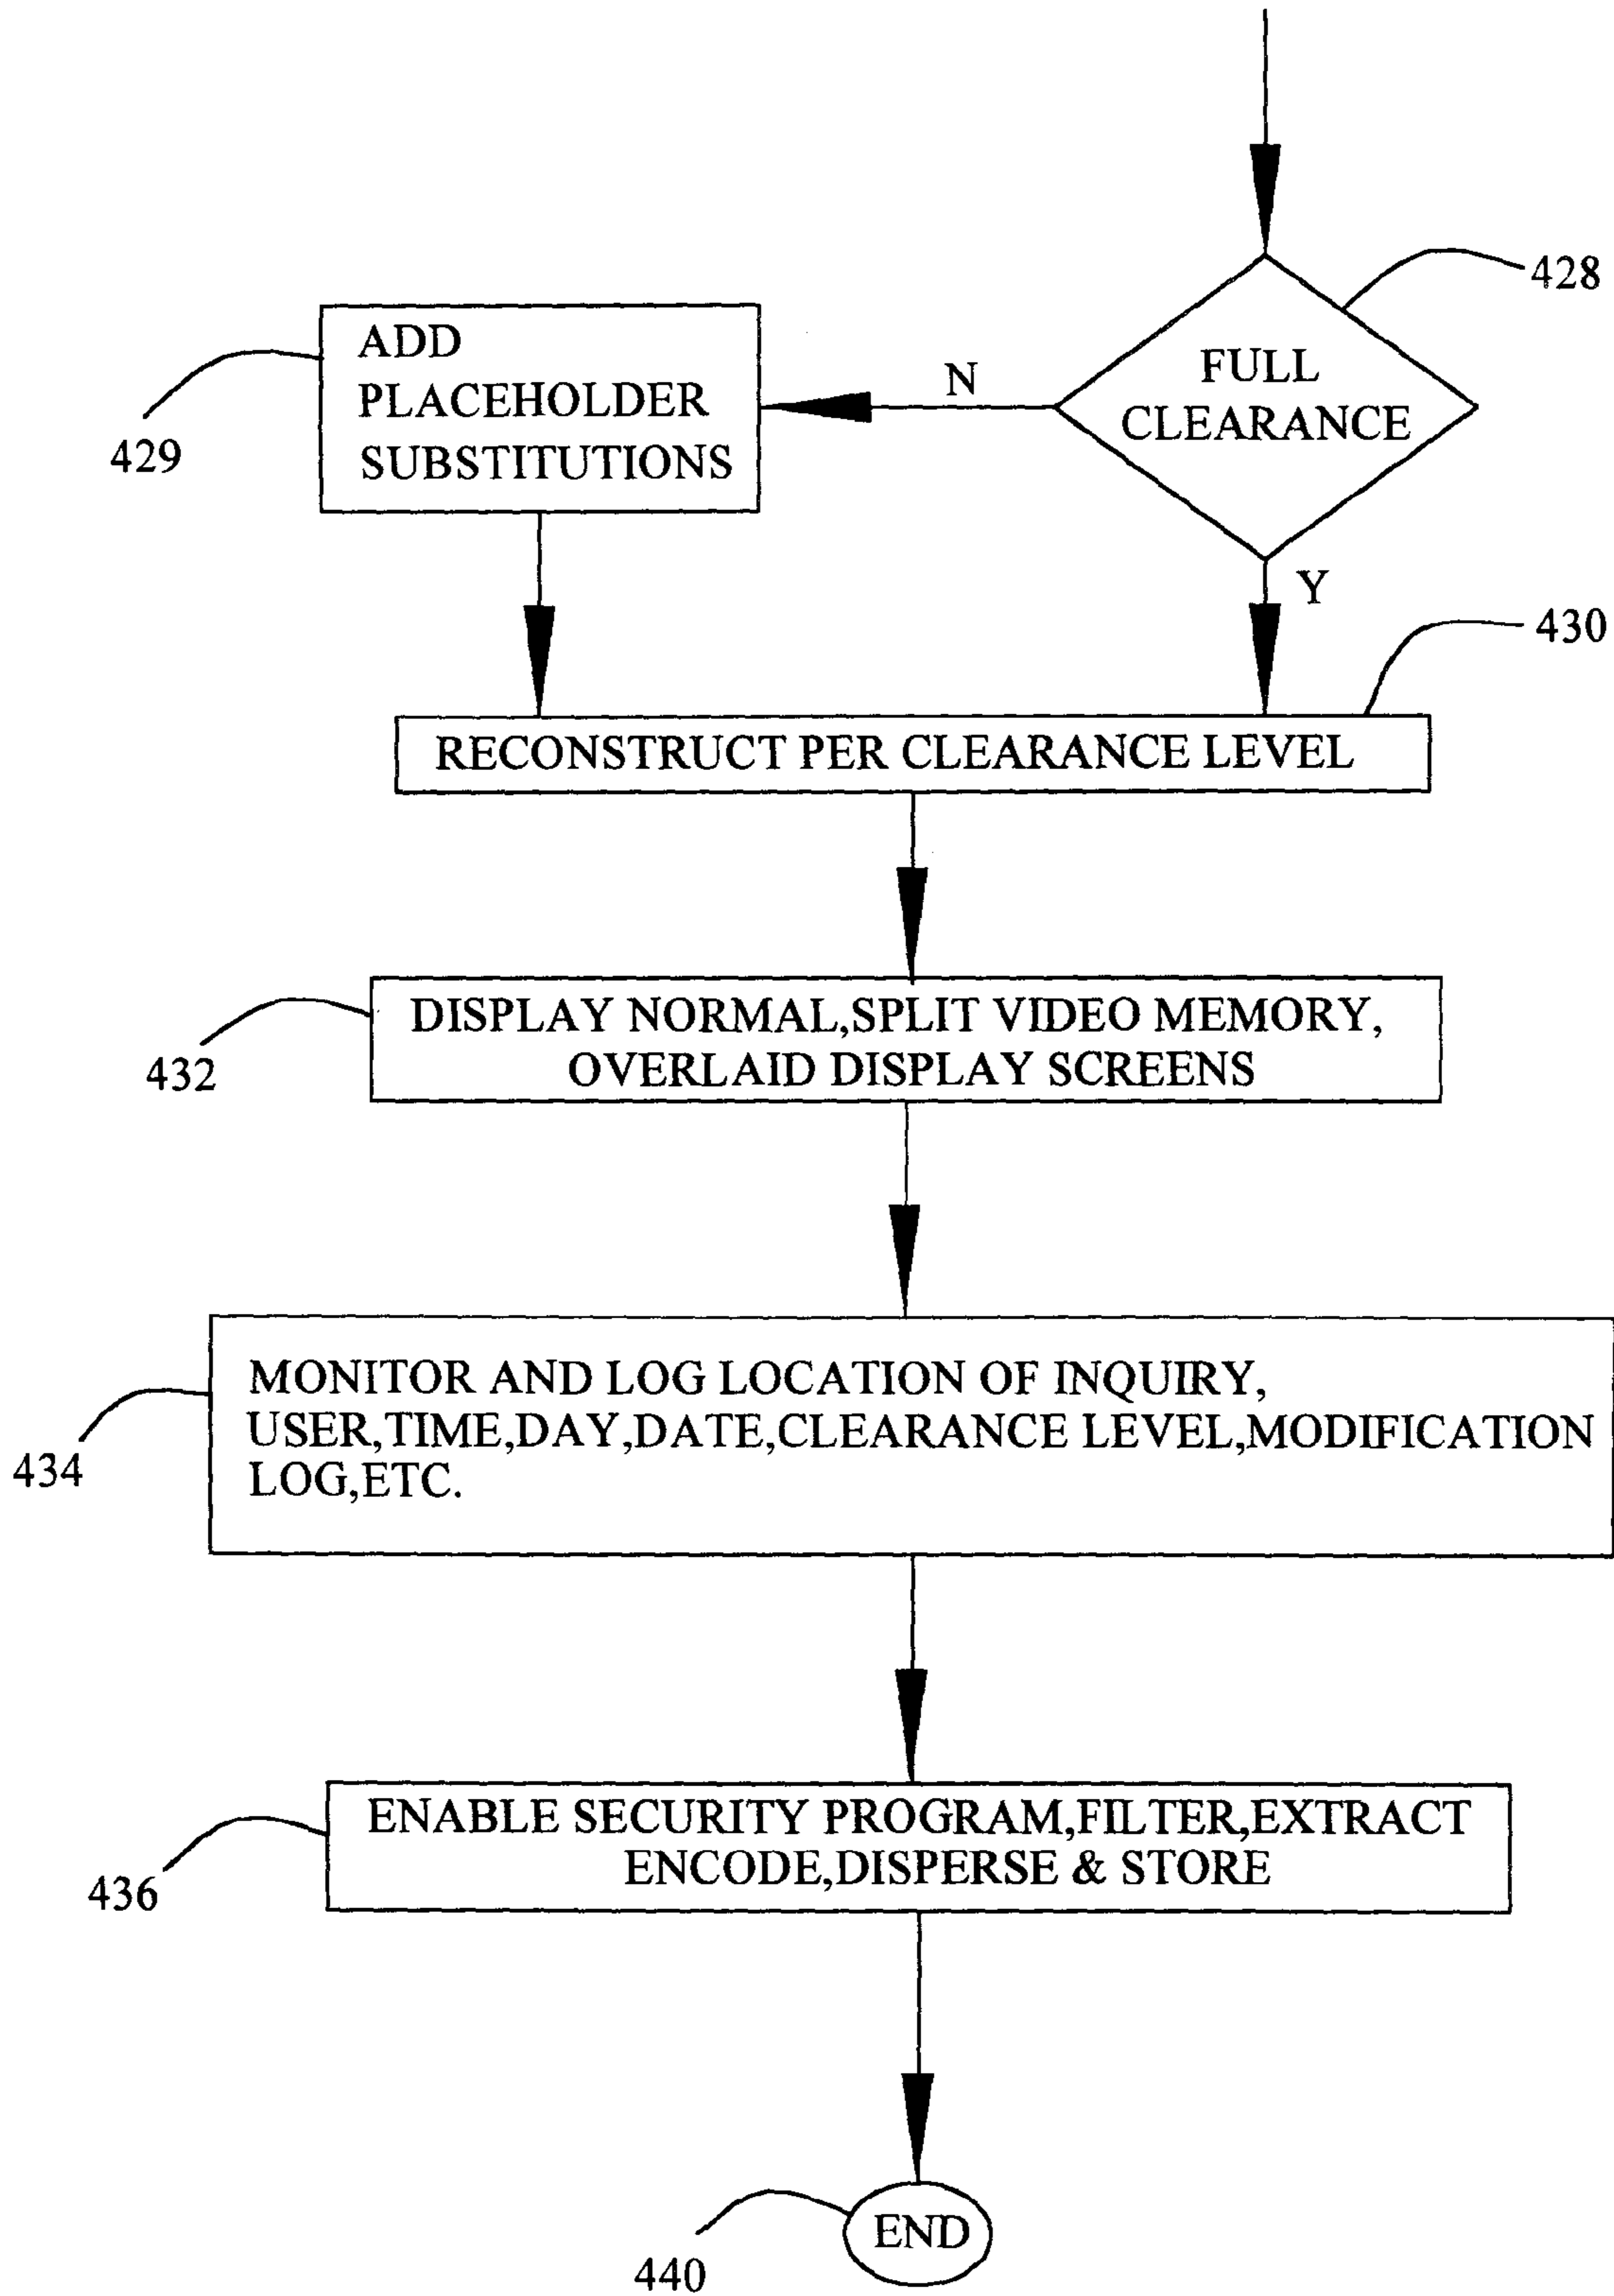 428
FULL
CLEARANCE
N
ADD
PLACEHOLDER
SUBSTITUTIONS
429
Y
430
RECONSTRUCT PER CLEARANCE LEVEL
DISPLAY NORMAL,SPLIT VIDEO MEMORY,
OVERLAID DISPLAY SCREENS
432
MONITOR AND LOG LOCATION OF INQUIRY,
USER,TIME,DAY,DATE,CLEARANCE LEVEL,MODIFICATION
LOG,ETC.
434
ENABLE SECURITY PROGRAM,FILTER,EXTRACT
ENCODE,DISPERSE & STORE
436
END
440